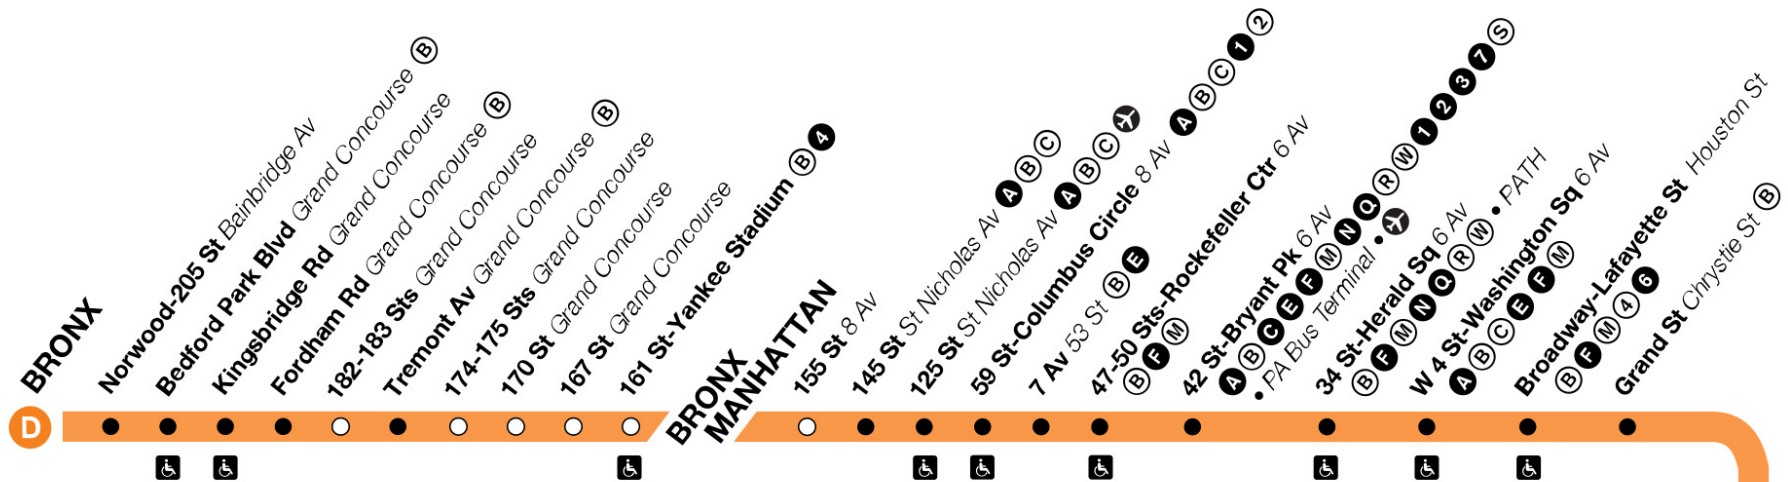 D
BRONX
Norwood-205 St Bainbridge Av
Bedford Park Blvd Grand Concourse B
Kingsbridge Rd Grand Concourse
Fordham Rd Grand Concourse B
182-183 Sts Grand Concourse
Tremont Av Grand Concourse B
174-175 Sts Grand Concourse
170 St Grand Concourse
167 St Grand Concourse
161 St-Yankee Stadium B 4
BRONX
MANHATTAN
155 St 8 Av
145 St St Nicholas Av A B C
125 St St Nicholas Av A B C
59 St-Columbus Circle 8 Av A B C 1 2
7 Av 53 St B E
47-50 Sts-Rockefeller Ctr 6 Av
B F M
42 St-Bryant Pk 6 Av
A B C E F M N Q R W 1 2 3 7 S
• PA Bus Terminal •
34 St-Herald Sq 6 Av
B F M N Q R W • PATH
W 4 St-Washington Sq 6 Av
A B C E F M
Broadway-Lafayette St Houston St
B F M 4 6
Grand St Chrystie St B